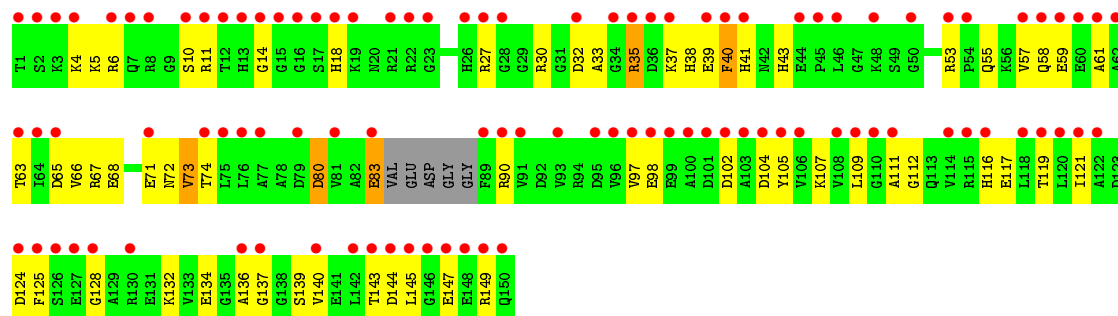 T1 S2 K3 K4 K5 R6 Q7 R8 G9 S10 R11 T12 H13 G14 G15 G16 S17 H18 K19 N20 R21 R22 G23 H26 R27 G28 G29 R30 G31 D32 A33 G34 R35 D36 K37 H38 E39 F40 H41 N42 H43 E44 P45 L46 G47 K48 S49 G50 R53 P54 Q55 K56 V57 Q58 E59 E60 A61 A62
T63 I64 D65 V66 R67 E68 E71 N72 V73 T74 L75 L76 A77 A78 D79 D80 V81 A82 E83 VAL GLU ASP GLY GLY F89 R90 V91 D92 V93 R94 D95 V96 V97 E98 E99 A100 D101 D102 A103 D104 Y105 V106 K107 V108 L109 G110 A111 G112 Q113 V114 R115 H116 E117 L118 T119 L120 I121 A122 D123
D124 F125 S126 E127 G128 A129 R130 E131 K132 V133 E134 G135 A136 G137 G138 S139 V140 E141 L142 T143 D144 L145 G146 E147 E148 R149 Q150